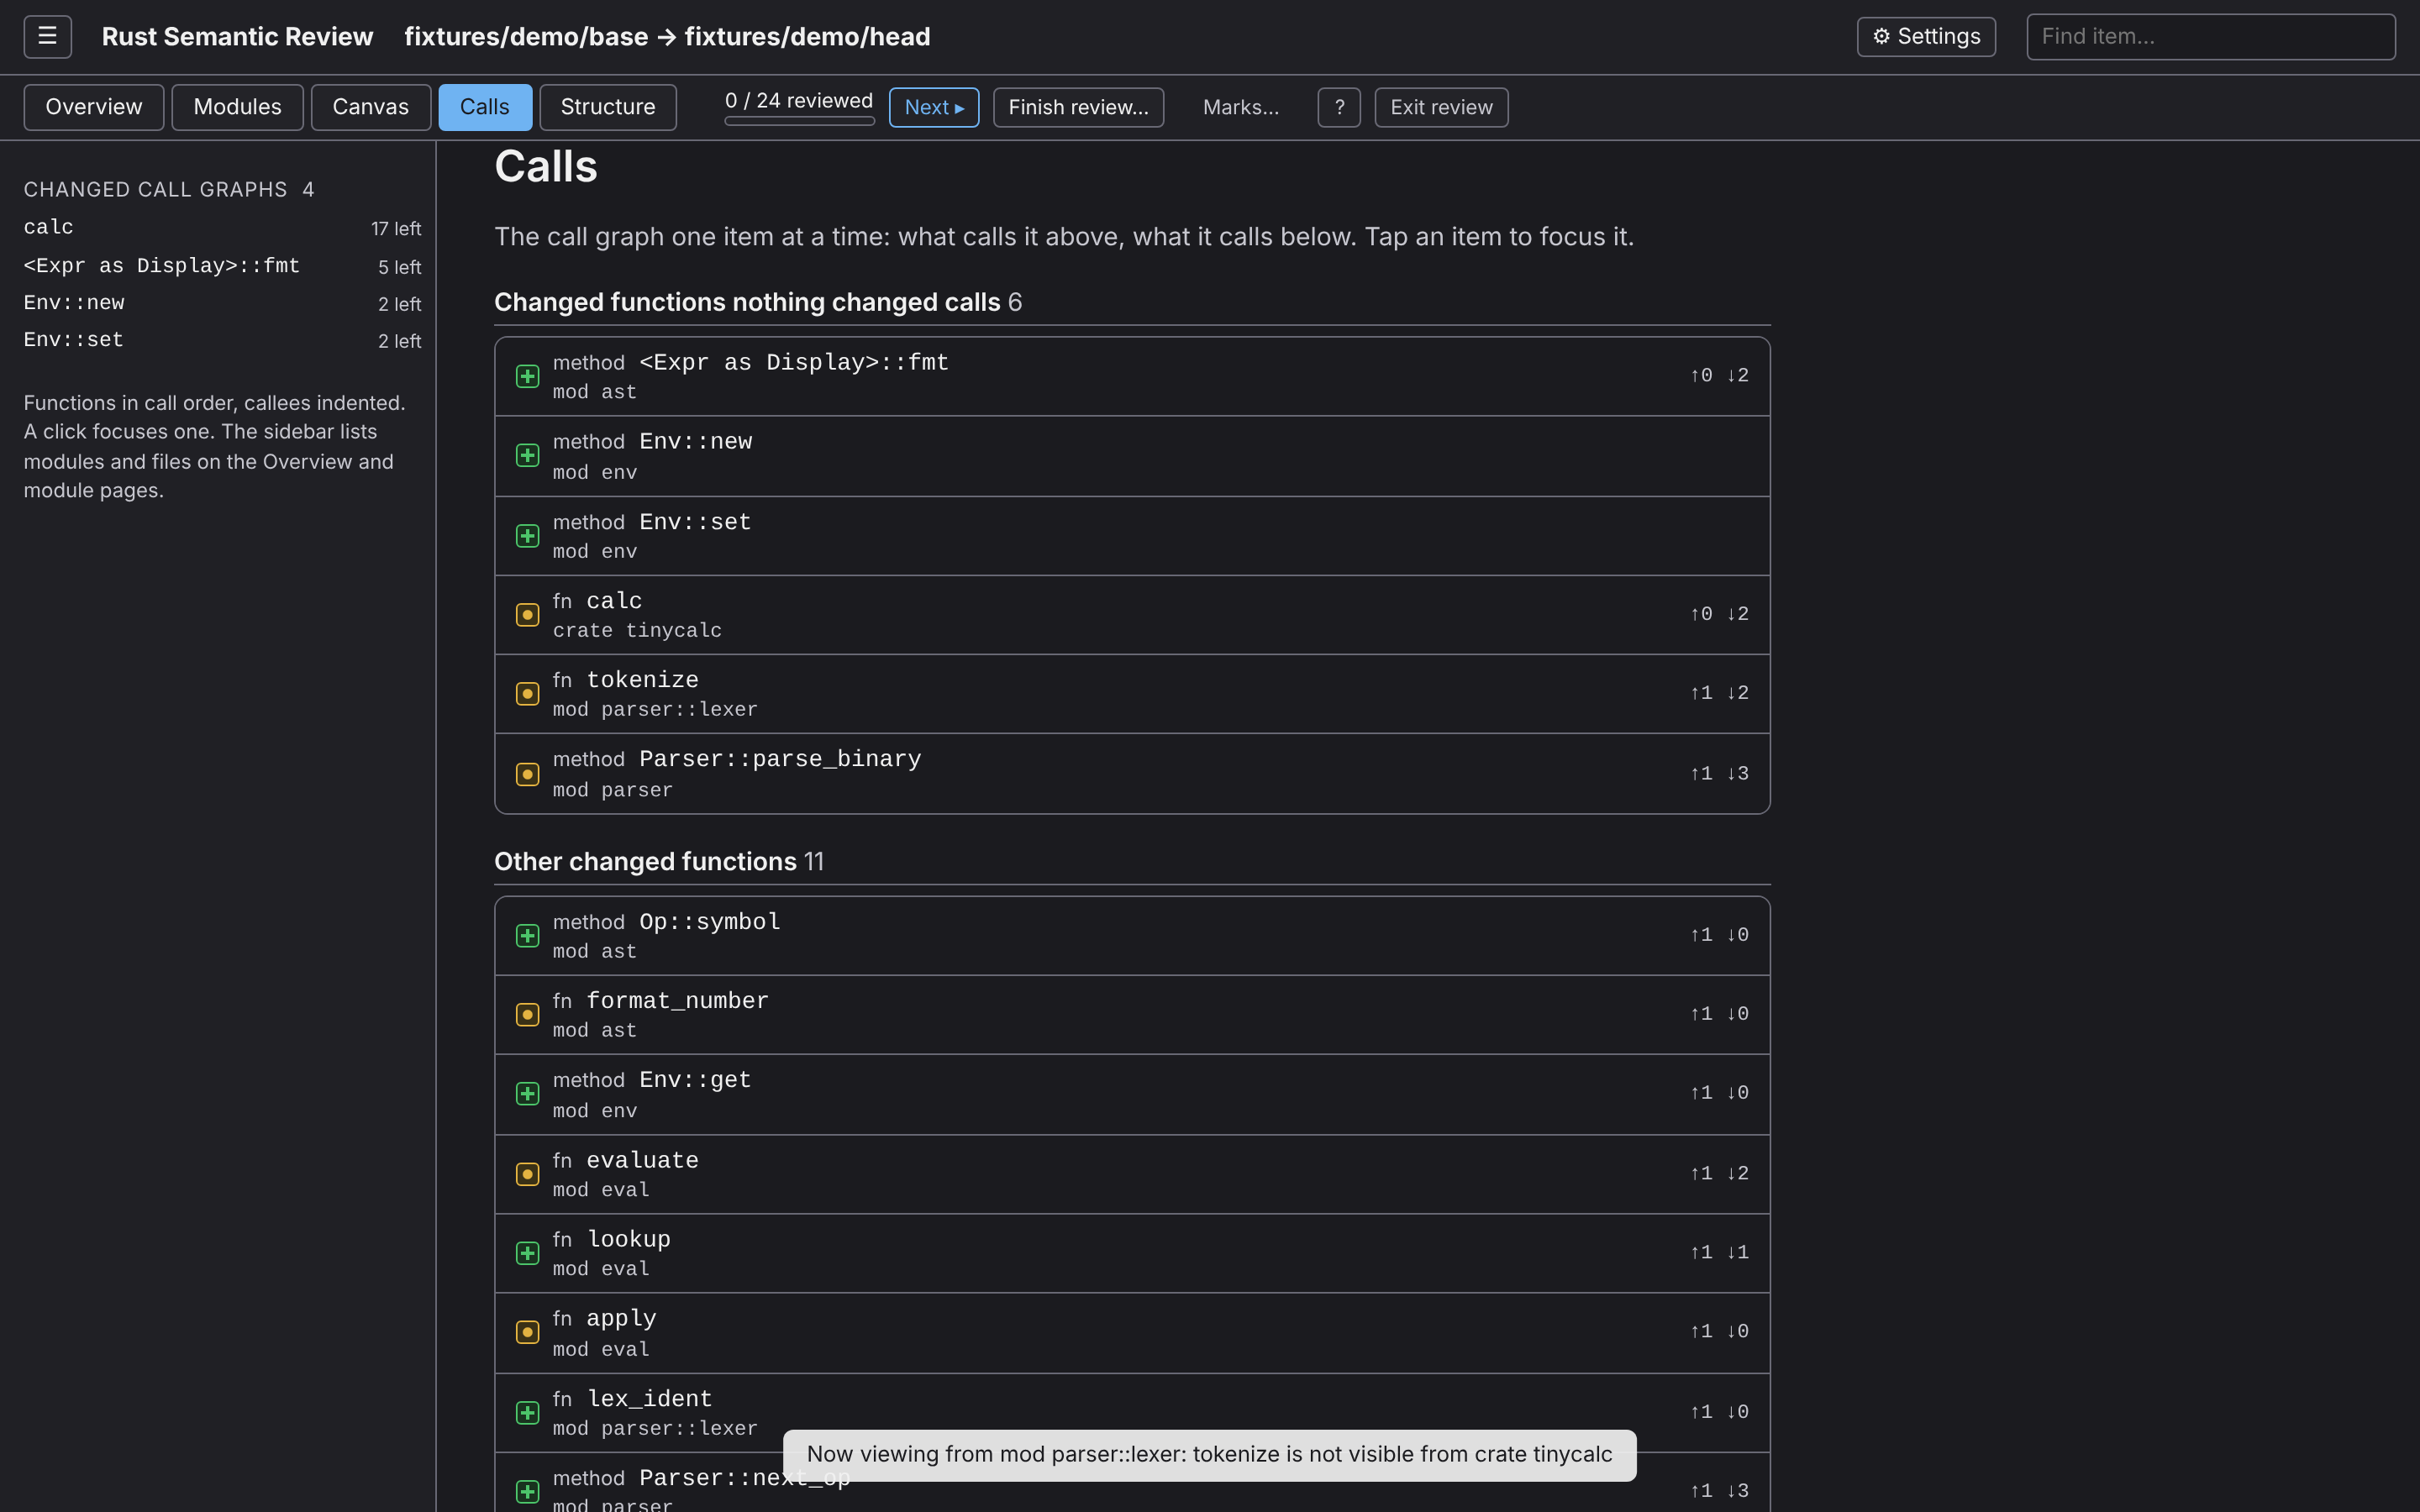 ☰ Rust Semantic Review fixtures/demo/base → fixtures/demo/head ⚙ Settings Find item...
Overview Modules Canvas Calls Structure 0 / 24 reviewed Next ▸ Finish review... Marks... ? Exit review
CHANGED CALL GRAPHS 4
calc 17 left
<Expr as Display>::fmt 5 left
Env::new 2 left
Env::set 2 left
Functions in call order, callees indented.
A click focuses one. The sidebar lists
modules and files on the Overview and
module pages.
Calls
The call graph one item at a time: what calls it above, what it calls below. Tap an item to focus it.
Changed functions nothing changed calls 6
method <Expr as Display>::fmt ↑0 ↓2
mod ast
method Env::new
mod env
method Env::set
mod env
fn calc ↑0 ↓2
crate tinycalc
fn tokenize ↑1 ↓2
mod parser::lexer
method Parser::parse_binary ↑1 ↓3
mod parser
Other changed functions 11
method Op::symbol ↑1 ↓0
mod ast
fn format_number ↑1 ↓0
mod ast
method Env::get ↑1 ↓0
mod env
fn evaluate ↑1 ↓2
mod eval
fn lookup ↑1 ↓1
mod eval
fn apply ↑1 ↓0
mod eval
fn lex_ident ↑1 ↓0
mod parser::lexer
Now viewing from mod parser::lexer: tokenize is not visible from crate tinycalc
method Parser::next_op ↑1 ↓3
mod parser